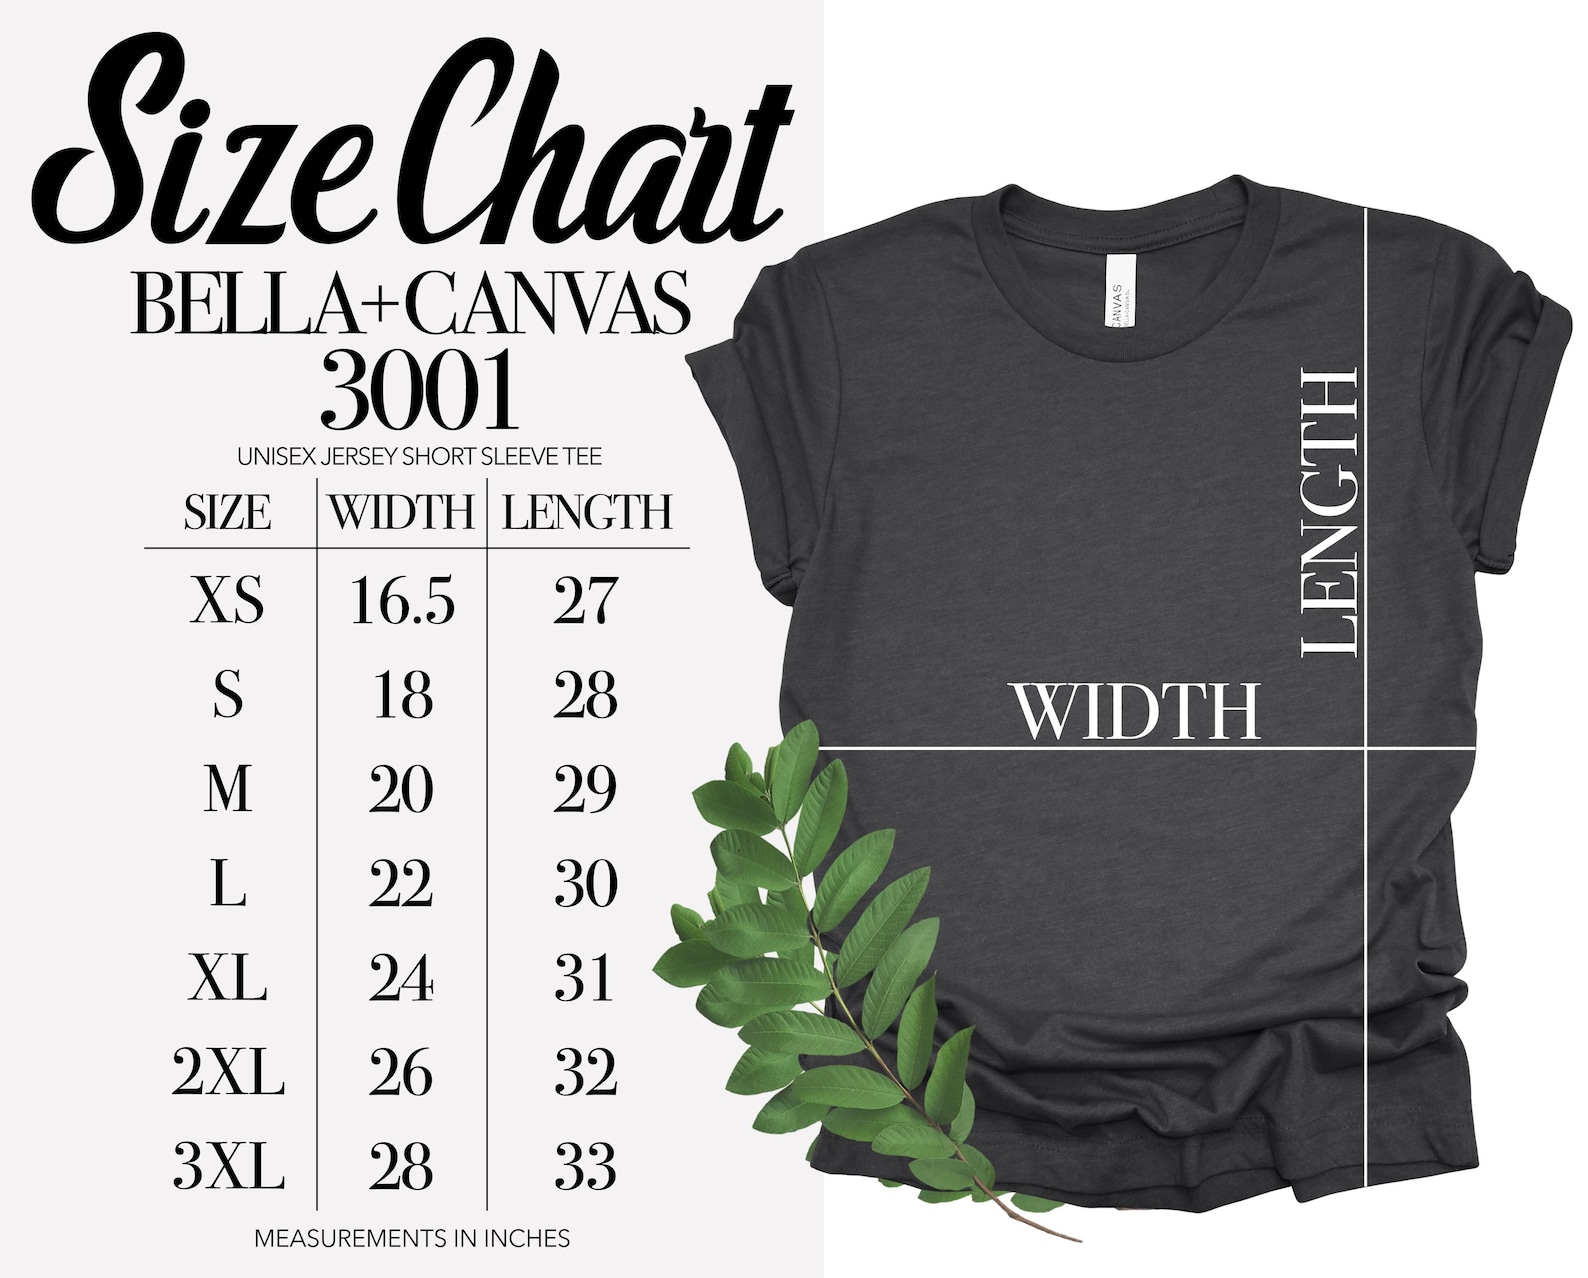 Size Chart
BELLA+CANVAS
3001
UNISEX JERSEY SHORT SLEEVE TEE
SIZE WIDTH LENGTH
XS 16.5 27
S 18 28
M 20 29
L 22 30
XL 24 31
2XL 26 32
3XL 28 33
MEASUREMENTS IN INCHES
CANVAS
LENGTH
WIDTH